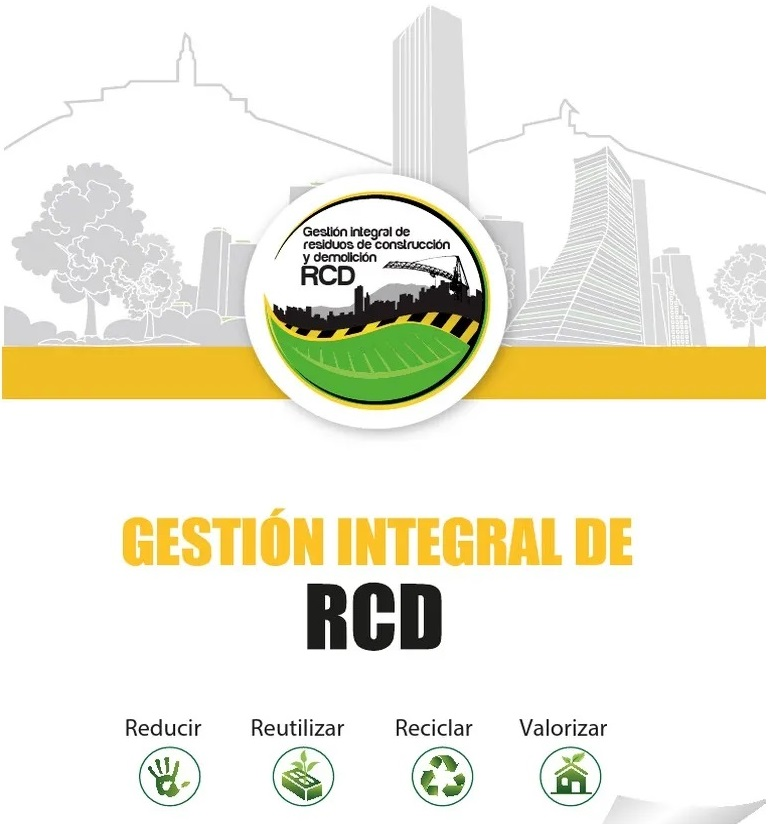 Gestión integral de
residuos de construcción
y demolición
RCD
GESTIÓN INTEGRAL DE
RCD
Reducir Reutilizar Reciclar Valorizar